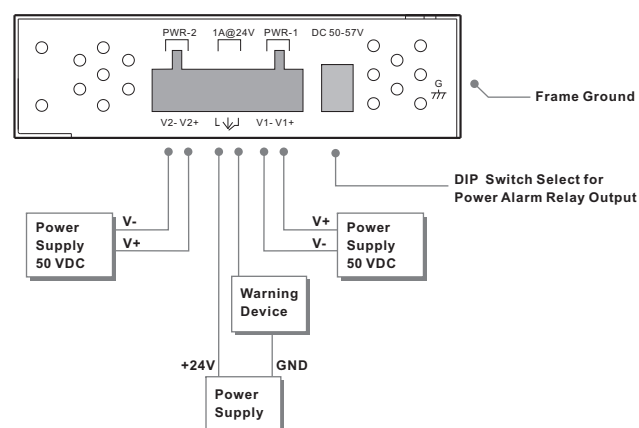 PWR-2 1A@24V PWR-1 DC 50-57V
G
Frame Ground
V2- V2+ L V1- V1+
DIP Switch Select for
Power Alarm Relay Output
Power
Supply
50 VDC
V-
V+
V+
V-
Power
Supply
50 VDC
Warning
Device
+24V GND
Power
Supply